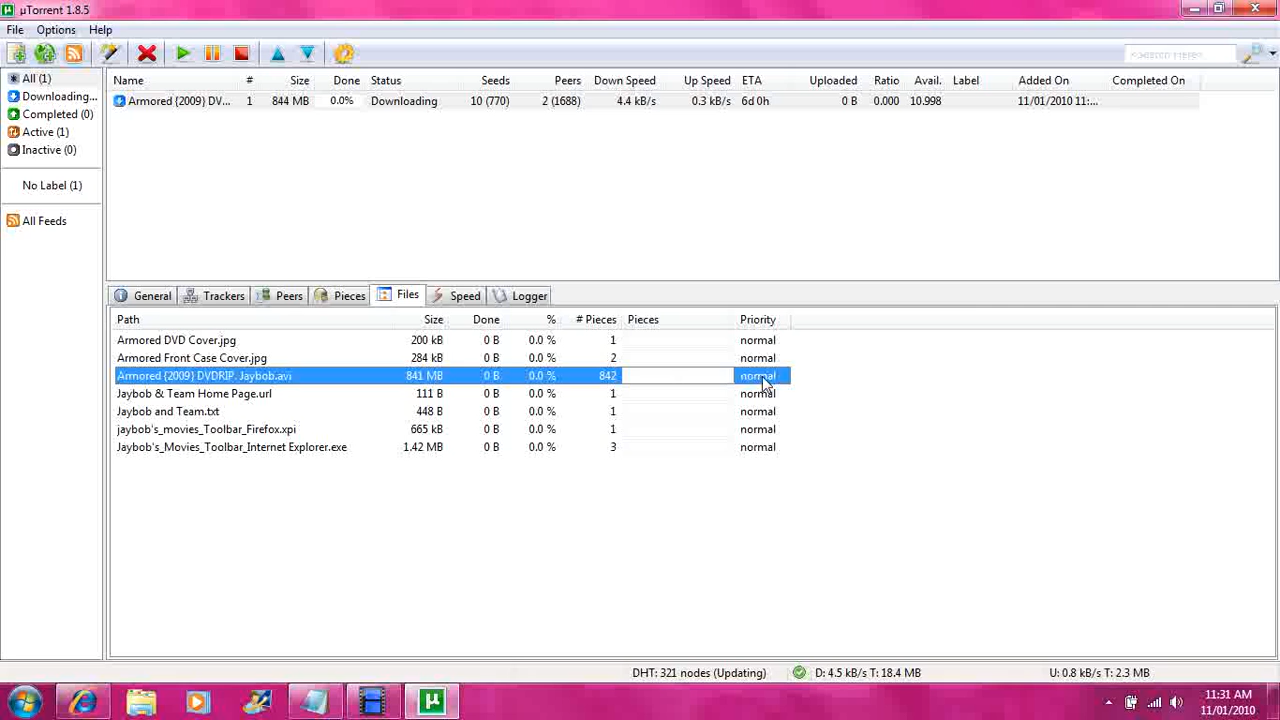 µTorrent 1.8.5
File Options Help
<Search Here>
All (1)
Downloading...
Completed (0)
Active (1)
Inactive (0)
No Label (1)
All Feeds
Name # Size Done Status Seeds Peers Down Speed Up Speed ETA Uploaded Ratio Avail. Label Added On Completed On
Armored {2009} DV... 1 844 MB 0.0% Downloading 10 (770) 2 (1688) 4.4 kB/s 0.3 kB/s 6d 0h 0 B 0.000 10.998 11/01/2010 11:...
General Trackers Peers Pieces Files Speed Logger
Path Size Done % # Pieces Pieces Priority
Armored DVD Cover.jpg 200 kB 0 B 0.0 % 1 normal
Armored Front Case Cover.jpg 284 kB 0 B 0.0 % 2 normal
Armored {2009} DVDRIP. Jaybob.avi 841 MB 0 B 0.0 % 842 normal
Jaybob & Team Home Page.url 111 B 0 B 0.0 % 1 normal
Jaybob and Team.txt 448 B 0 B 0.0 % 1 normal
jaybob's_movies_Toolbar_Firefox.xpi 665 kB 0 B 0.0 % 1 normal
Jaybob's_Movies_Toolbar_Internet Explorer.exe 1.42 MB 0 B 0.0 % 3 normal
DHT: 321 nodes (Updating) D: 4.5 kB/s T: 18.4 MB U: 0.8 kB/s T: 2.3 MB
11:31 AM
11/01/2010